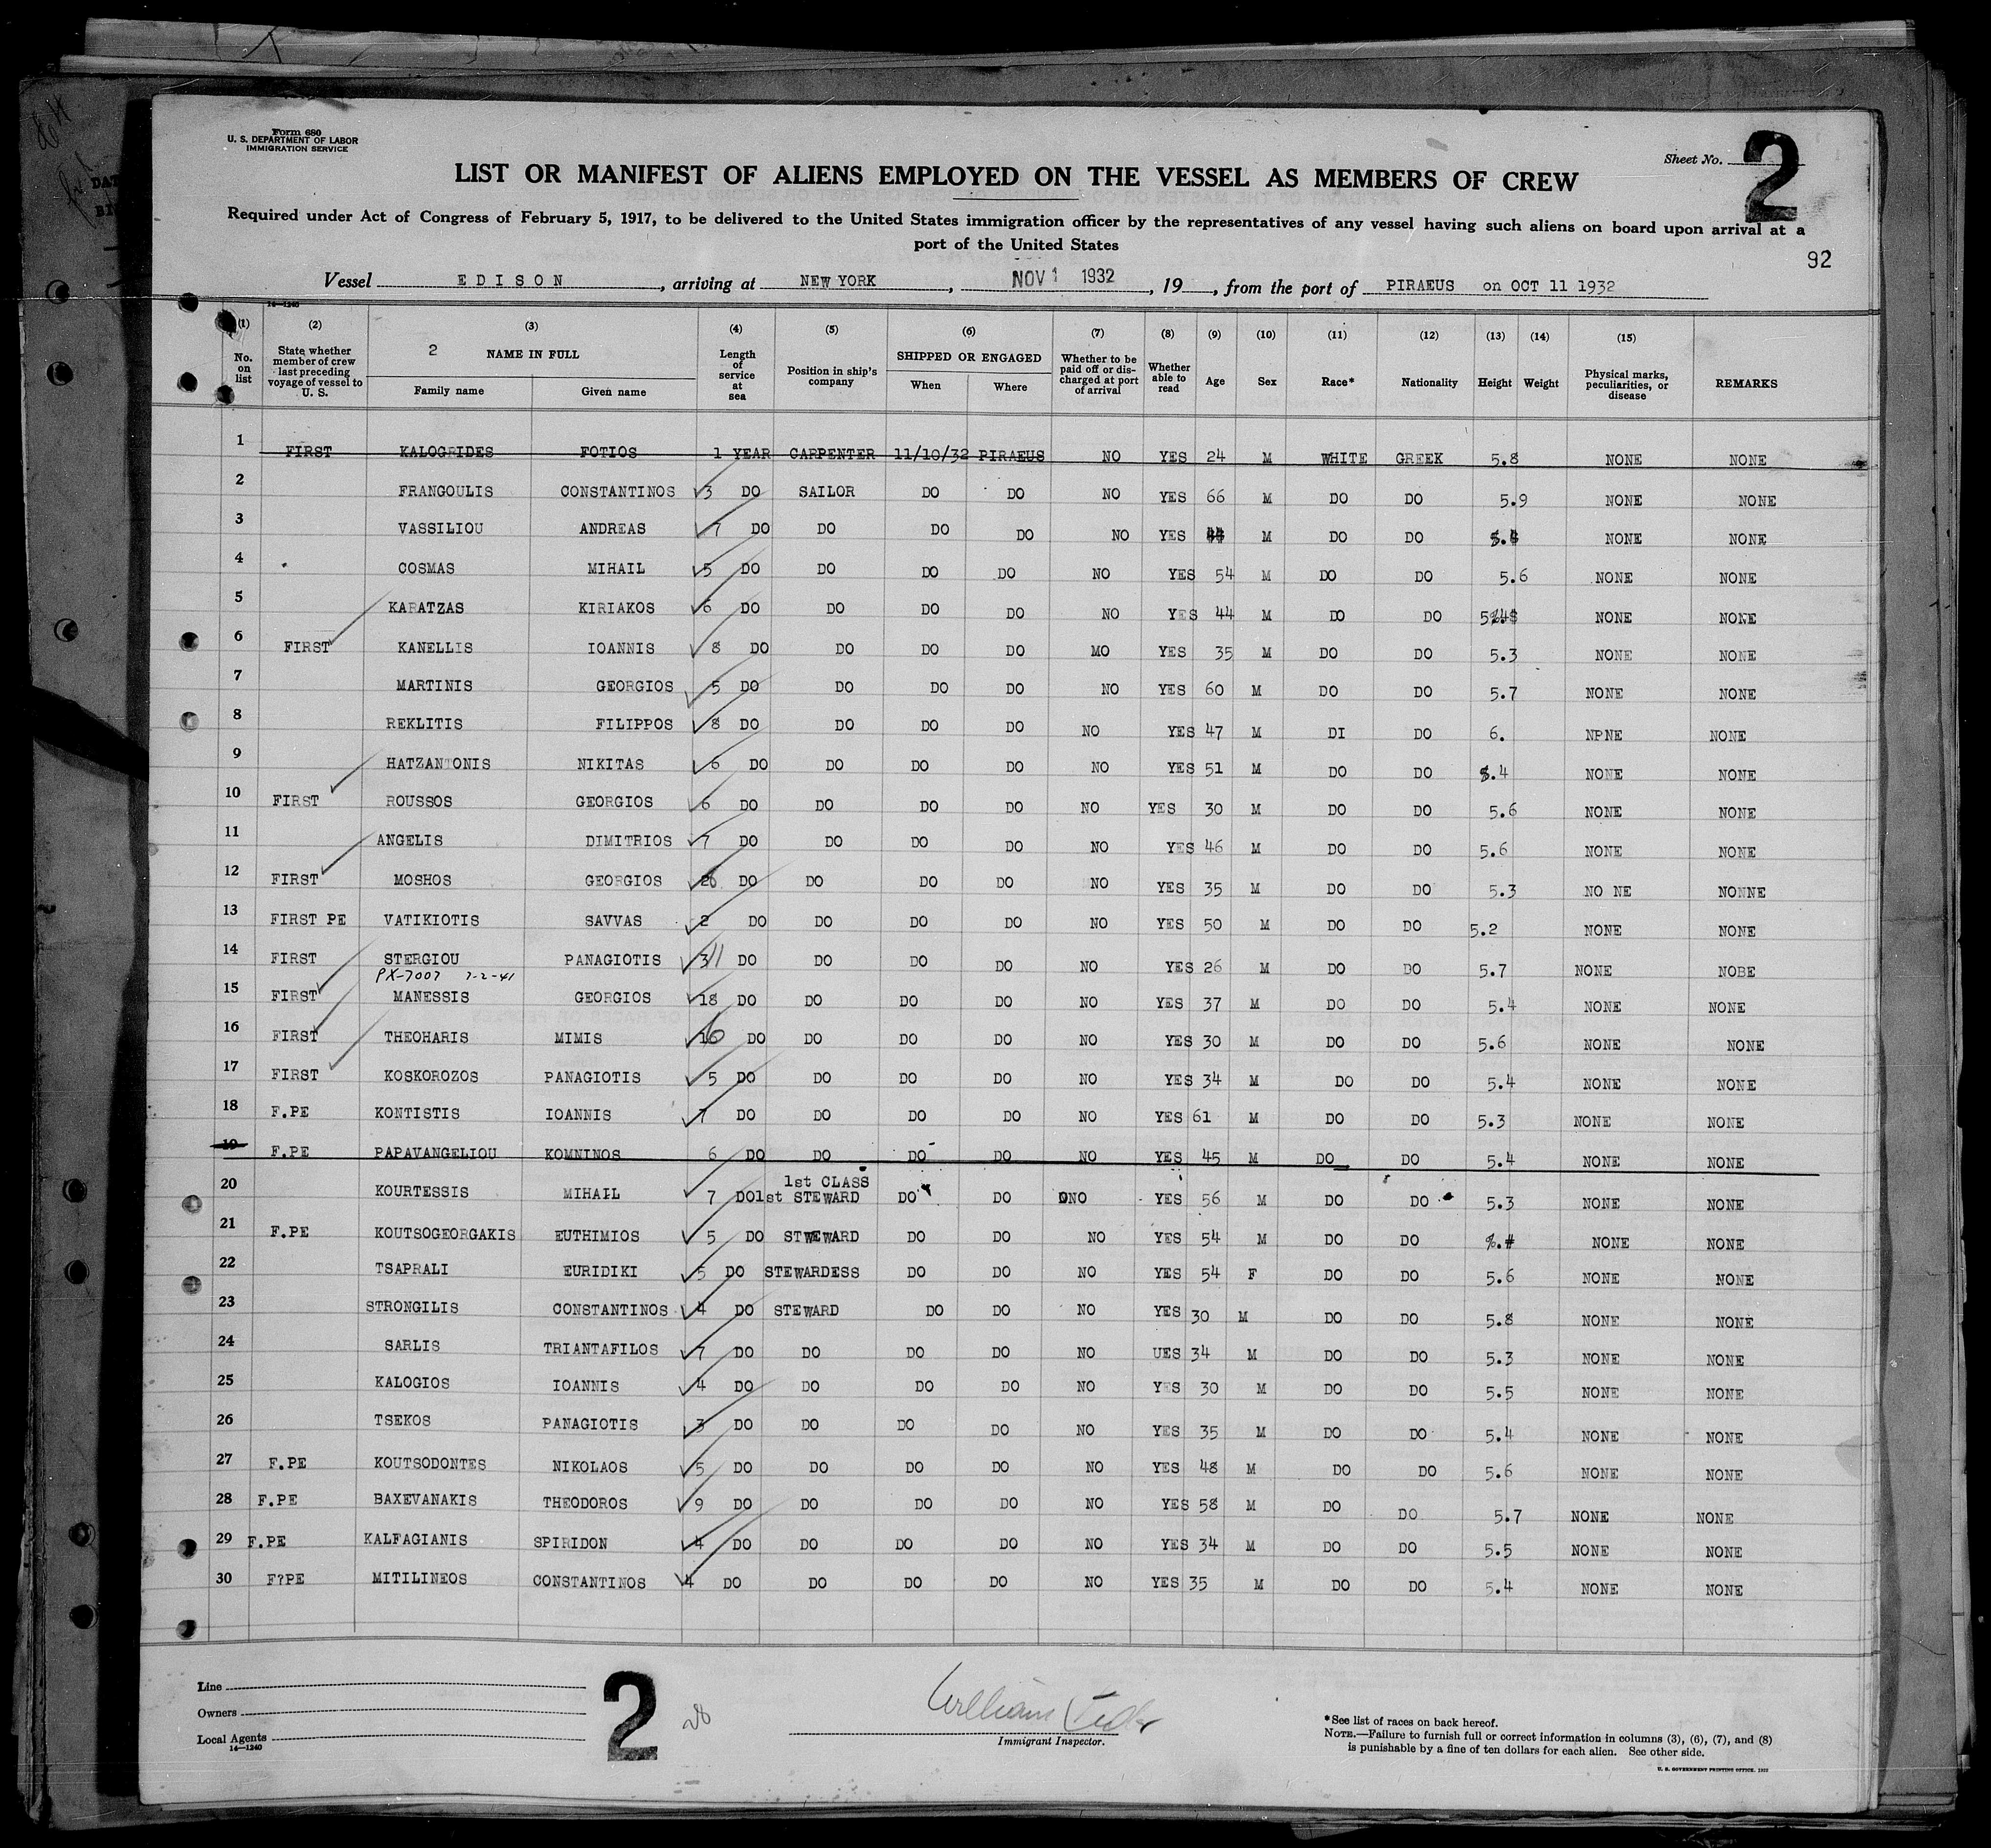 Form 680
U. S. DEPARTMENT OF LABOR
IMMIGRATION SERVICE
Sheet No. 2
LIST OR MANIFEST OF ALIENS EMPLOYED ON THE VESSEL AS MEMBERS OF CREW
Required under Act of Congress of February 5, 1917, to be delivered to the United States immigration officer by the representatives of any vessel having such aliens on board upon arrival at a
port of the United States
92
Vessel EDISON, arriving at NEW YORK, NOV 1 1932, 19, from the port of PIRAEUS on OCT 11 1932
14—1240
(1) (2) (3) (4) (5) (6) (7) (8) (9) (10) (11) (12) (13) (14) (15)
No. on list State whether member of crew last preceding voyage of vessel to U. S. 2 NAME IN FULL Family name Given name Length of service at sea Position in ship's company SHIPPED OR ENGAGED When Where Whether to be paid off or discharged at port of arrival Whether able to read Age Sex Race* Nationality Height Weight Physical marks, peculiarities, or disease REMARKS
1 FIRST KALOGRIDES FOTIOS 1 YEAR CARPENTER 11/10/32 PIRAEUS NO YES 24 M WHITE GREEK 5.8 NONE NONE
2 FRANGOULIS CONSTANTINOS 3 DO SAILOR DO DO NO YES 66 M DO DO 5.9 NONE NONE
3 VASSILIOU ANDREAS 7 DO DO DO DO NO YES 44 M DO DO NONE NONE
4 COSMAS MIHAIL 5 DO DO DO DO NO YES 54 M DO DO 5.6 NONE NONE
5 KARATZAS KIRIAKOS 6 DO DO DO DO NO YES 44 M DO DO NONE NONE
6 FIRST KANELLIS IOANNIS 8 DO DO DO DO MO YES 35 M DO DO 5.3 NONE NONE
7 MARTINIS GEORGIOS 5 DO DO DO DO NO YES 60 M DO DO 5.7 NONE NONE
8 REKLITIS FILIPPOS 8 DO DO DO DO NO YES 47 M DI DO 6. NPNE NONE
9 HATZANTONIS NIKITAS 6 DO DO DO DO NO YES 51 M DO DO 5.4 NONE NONE
10 FIRST ROUSSOS GEORGIOS 6 DO DO DO DO NO YES 30 M DO DO 5.6 NONE NONE
11 ANGELIS DIMITRIOS 7 DO DO DO DO NO YES 46 M DO DO 5.6 NONE NONE
12 FIRST MOSHOS GEORGIOS DO DO DO DO NO YES 35 M DO DO 5.3 NO NE NONNE
13 FIRST PE VATIKIOTIS SAVVAS 2 DO DO DO DO NO YES 50 M DO DO 5.2 NONE NONE
14 FIRST STERGIOU PANAGIOTIS 11 DO DO DO DO NO YES 26 M DO DO 5.7 NONE NOBE
PX-7007 7-2-41
15 FIRST MANESSIS GEORGIOS 18 DO DO DO DO NO YES 37 M DO DO 5.4 NONE NONE
16 FIRST THEOHARIS MIMIS 16 DO DO DO DO NO YES 30 M DO DO 5.6 NONE NONE
17 FIRST KOSKOROZOS PANAGIOTIS 5 DO DO DO DO NO YES 34 M DO DO 5.4 NONE NONE
18 F.PE KONTISTIS IOANNIS 7 DO DO DO DO NO YES 61 M DO DO 5.3 NONE NONE
19 F.PE PAPAVANGELIOU KOMNINOS 6 DO DO DO DO NO YES 45 M DO DO 5.4 NONE NONE
1st CLASS
20 KOURTESSIS MIHAIL 7 DO 1st STEWARD DO DO NO YES 56 M DO DO 5.3 NONE NONE
21 F.PE KOUTSOGEORGAKIS EUTHIMIOS 5 DO STWEWARD DO DO NO YES 54 M DO DO %.# NONE NONE
22 TSAPRALI EURIDIKI 5 DO STEWARDESS DO DO NO YES 54 F DO DO 5.6 NONE NONE
23 STRONGILIS CONSTANTINOS 4 DO STEWARD DO DO NO YES 30 M DO DO 5.8 NONE NONE
24 SARLIS TRIANTAFILOS 7 DO DO DO DO NO UES 34 M DO DO 5.3 NONE NONE
25 KALOGIOS IOANNIS 4 DO DO DO DO NO YES 30 M DO DO 5.5 NONE NONE
26 TSEKOS PANAGIOTIS 3 DO DO DO DO NO YES 35 M DO DO 5.4 NONE NONE
27 F.PE KOUTSODONTES NIKOLAOS 5 DO DO DO DO NO YES 48 M DO DO 5.6 NONE NONE
28 F.PE BAXEVANAKIS THEODOROS 9 DO DO DO DO NO YES 58 M DO DO 5.7 NONE NONE
29 F.PE KALFAGIANIS SPIRIDON 4 DO DO DO DO NO YES 34 M DO DO 5.5 NONE NONE
30 F?PE MITILINEOS CONSTANTINOS 4 DO DO DO DO NO YES 35 M DO DO 5.4 NONE NONE
Line
Owners
Local Agents
14—1240
2
28
William
Immigrant Inspector.
*See list of races on back hereof.
NOTE.—Failure to furnish full or correct information in columns (3), (6), (7), and (8)
is punishable by a fine of ten dollars for each alien. See other side.
U. S. GOVERNMENT PRINTING OFFICE. 1932